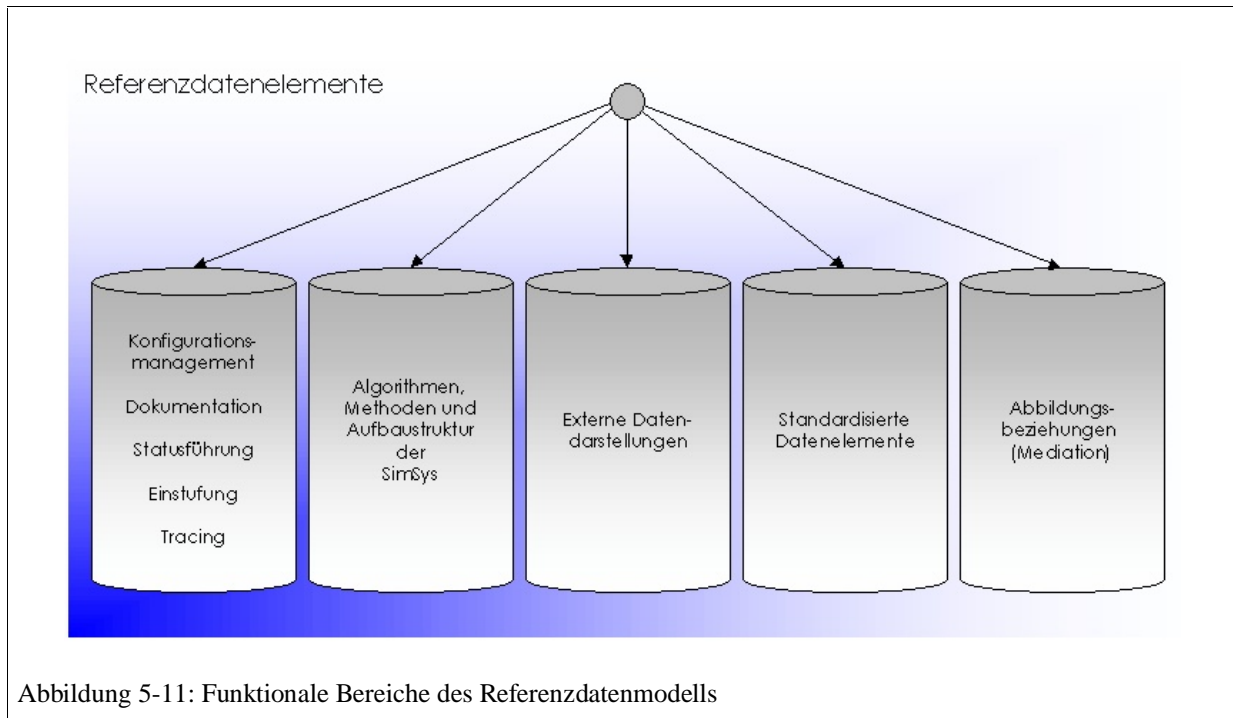 Referenzdatenelemente
Konfigurations-
management
Dokumentation
Statusführung
Einstufung
Tracing
Algorithmen,
Methoden und
Aufbaustruktur
der
SimSys
Externe Daten-
darstellungen
Standardisierte
Datenelemente
Abbildungs-
beziehungen
(Mediation)
Abbildung 5-11: Funktionale Bereiche des Referenzdatenmodells